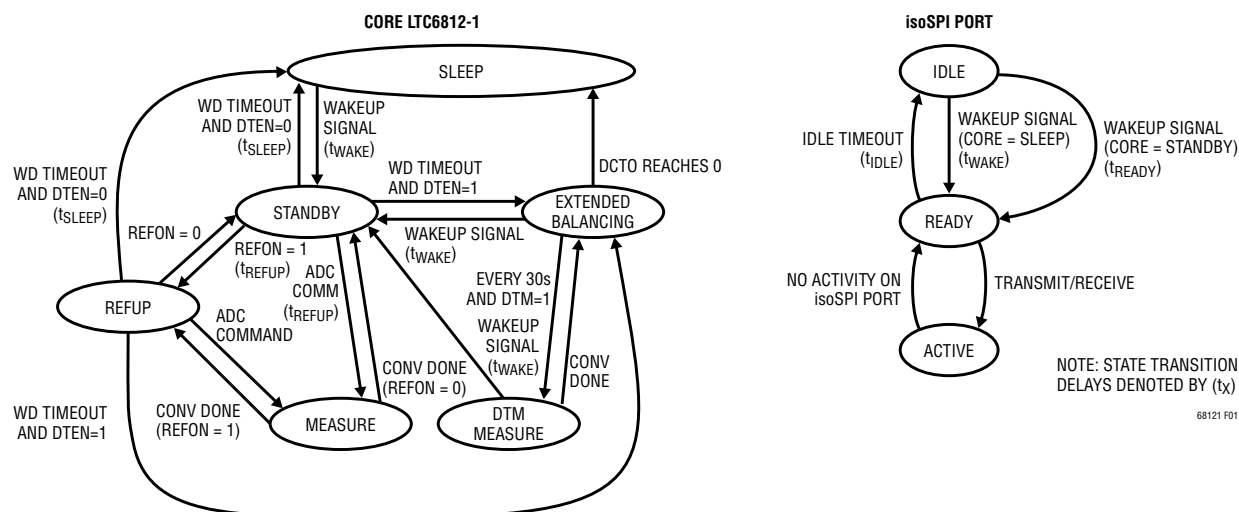 CORE LTC6812-1
isoSPI PORT
SLEEP
WD TIMEOUT
AND DTEN=0
(tSLEEP)
WAKEUP
SIGNAL
(tWAKE)
WD TIMEOUT
AND DTEN=1
DCTO REACHES 0
WD TIMEOUT
AND DTEN=0
(tSLEEP)
STANDBY
EXTENDED
BALANCING
REFON = 0
REFON = 1
(tREFUP)
WAKEUP SIGNAL
(tWAKE)
ADC
COMM
(tREFUP)
EVERY 30s
AND DTM=1
REFUP
ADC
COMMAND
WAKEUP
SIGNAL
(tWAKE)
CONV
DONE
CONV DONE
(REFON = 0)
WD TIMEOUT
AND DTEN=1
CONV DONE
(REFON = 1)
MEASURE
DTM
MEASURE
IDLE
IDLE TIMEOUT
(tIDLE)
WAKEUP SIGNAL
(CORE = SLEEP)
(tWAKE)
WAKEUP SIGNAL
(CORE = STANDBY)
(tREADY)
READY
NO ACTIVITY ON
isoSPI PORT
TRANSMIT/RECEIVE
ACTIVE
NOTE: STATE TRANSITION
DELAYS DENOTED BY (tX)
68121 F01